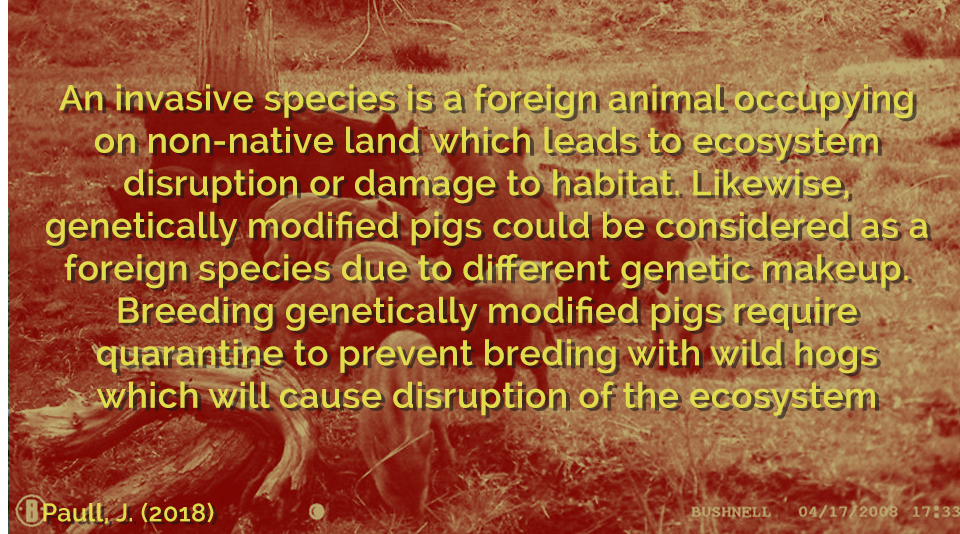 An invasive species is a foreign animal occupying
on non-native land which leads to ecosystem
disruption or damage to habitat. Likewise,
genetically modified pigs could be considered as a
foreign species due to different genetic makeup.
Breeding genetically modified pigs require
quarantine to prevent breding with wild hogs
which will cause disruption of the ecosystem
B Paull, J. (2018)
BUSHNELL 04/17/2008 17:33